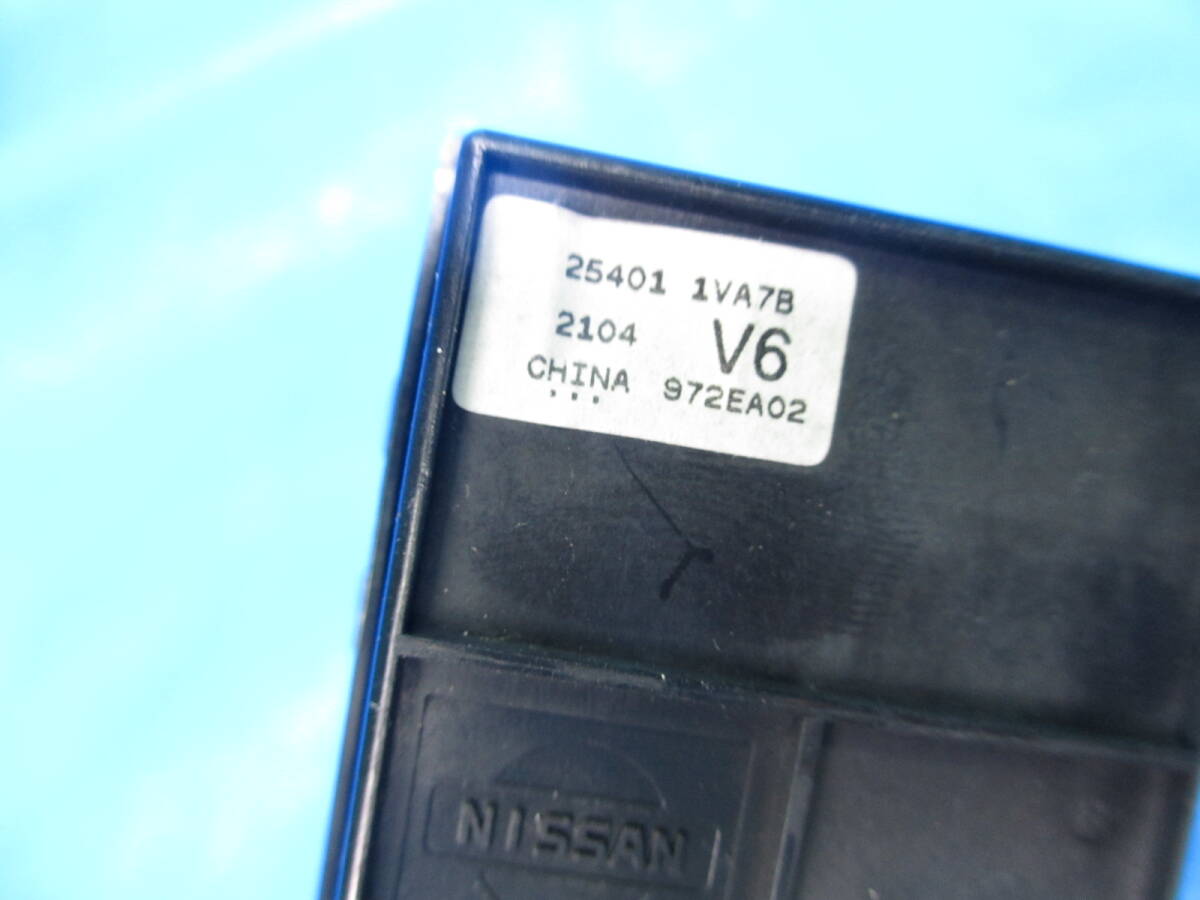 25401 1VA7B
2104 V6
CHINA 972EA02
NISSAN